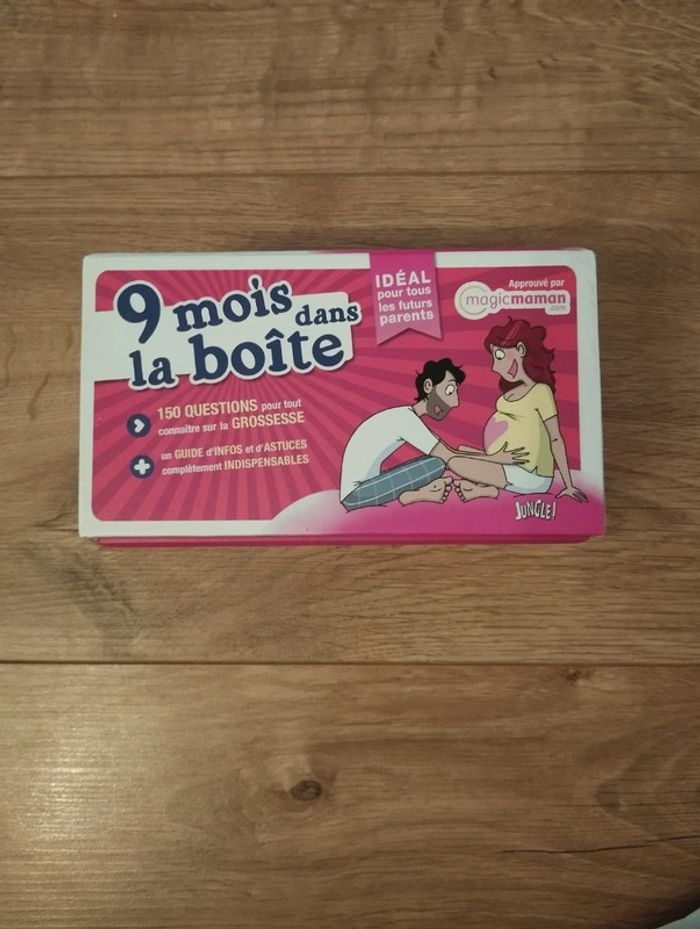 9 mois dans
la boîte
IDÉAL
pour tous
les futurs
parents
Approuvé par
magicmaman
.com
150 QUESTIONS pour tout
connaître sur la GROSSESSE
un GUIDE d'INFOS et d'ASTUCES
complètement INDISPENSABLES
JUNGLE!